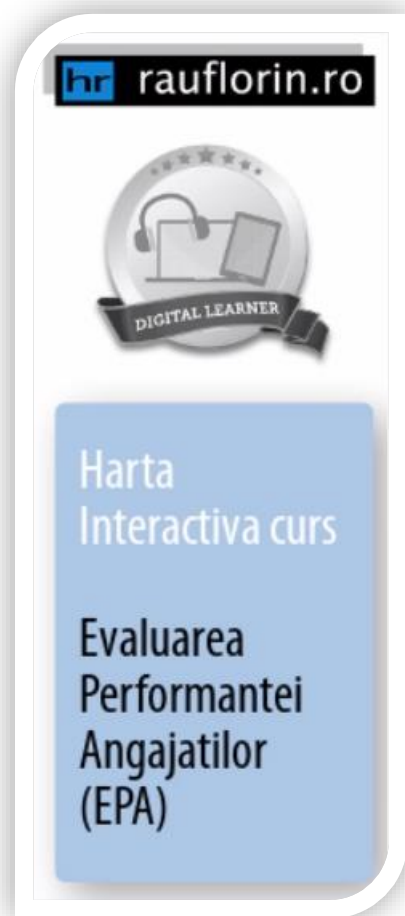 hr rauflorin.ro
DIGITAL LEARNER
Harta
Interactiva curs
Evaluarea
Performantei
Angajatilor
(EPA)